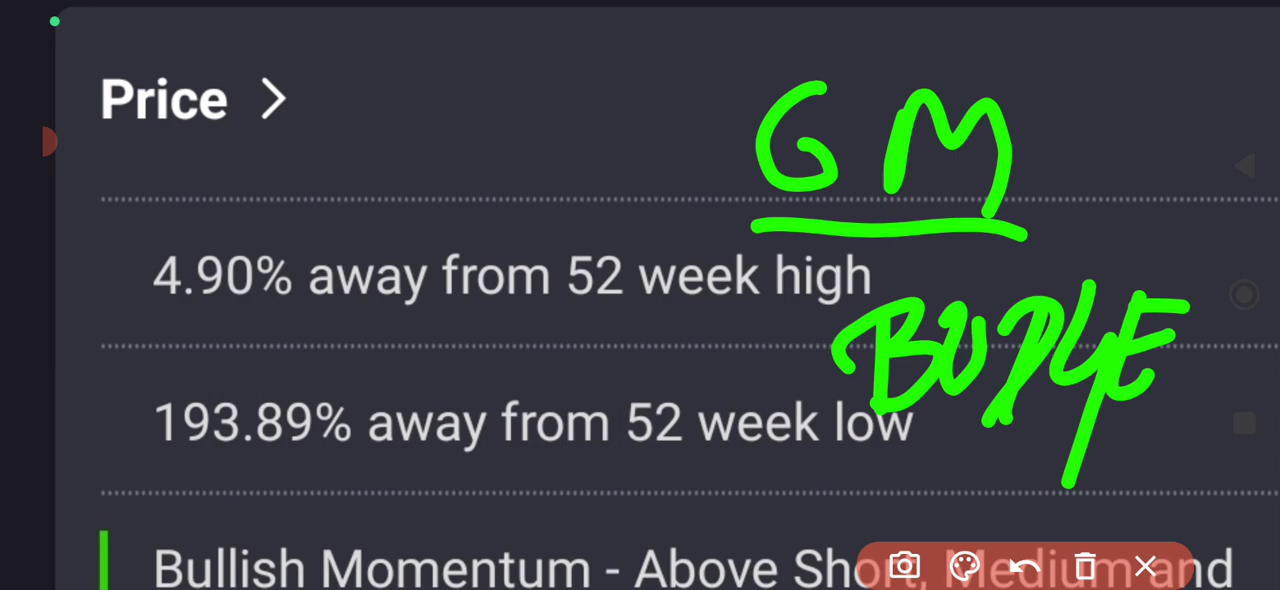 Price
GM
4.90% away from 52 week high
193.89% away from 52 week low
Bullish Momentum - Above Short, Medium and